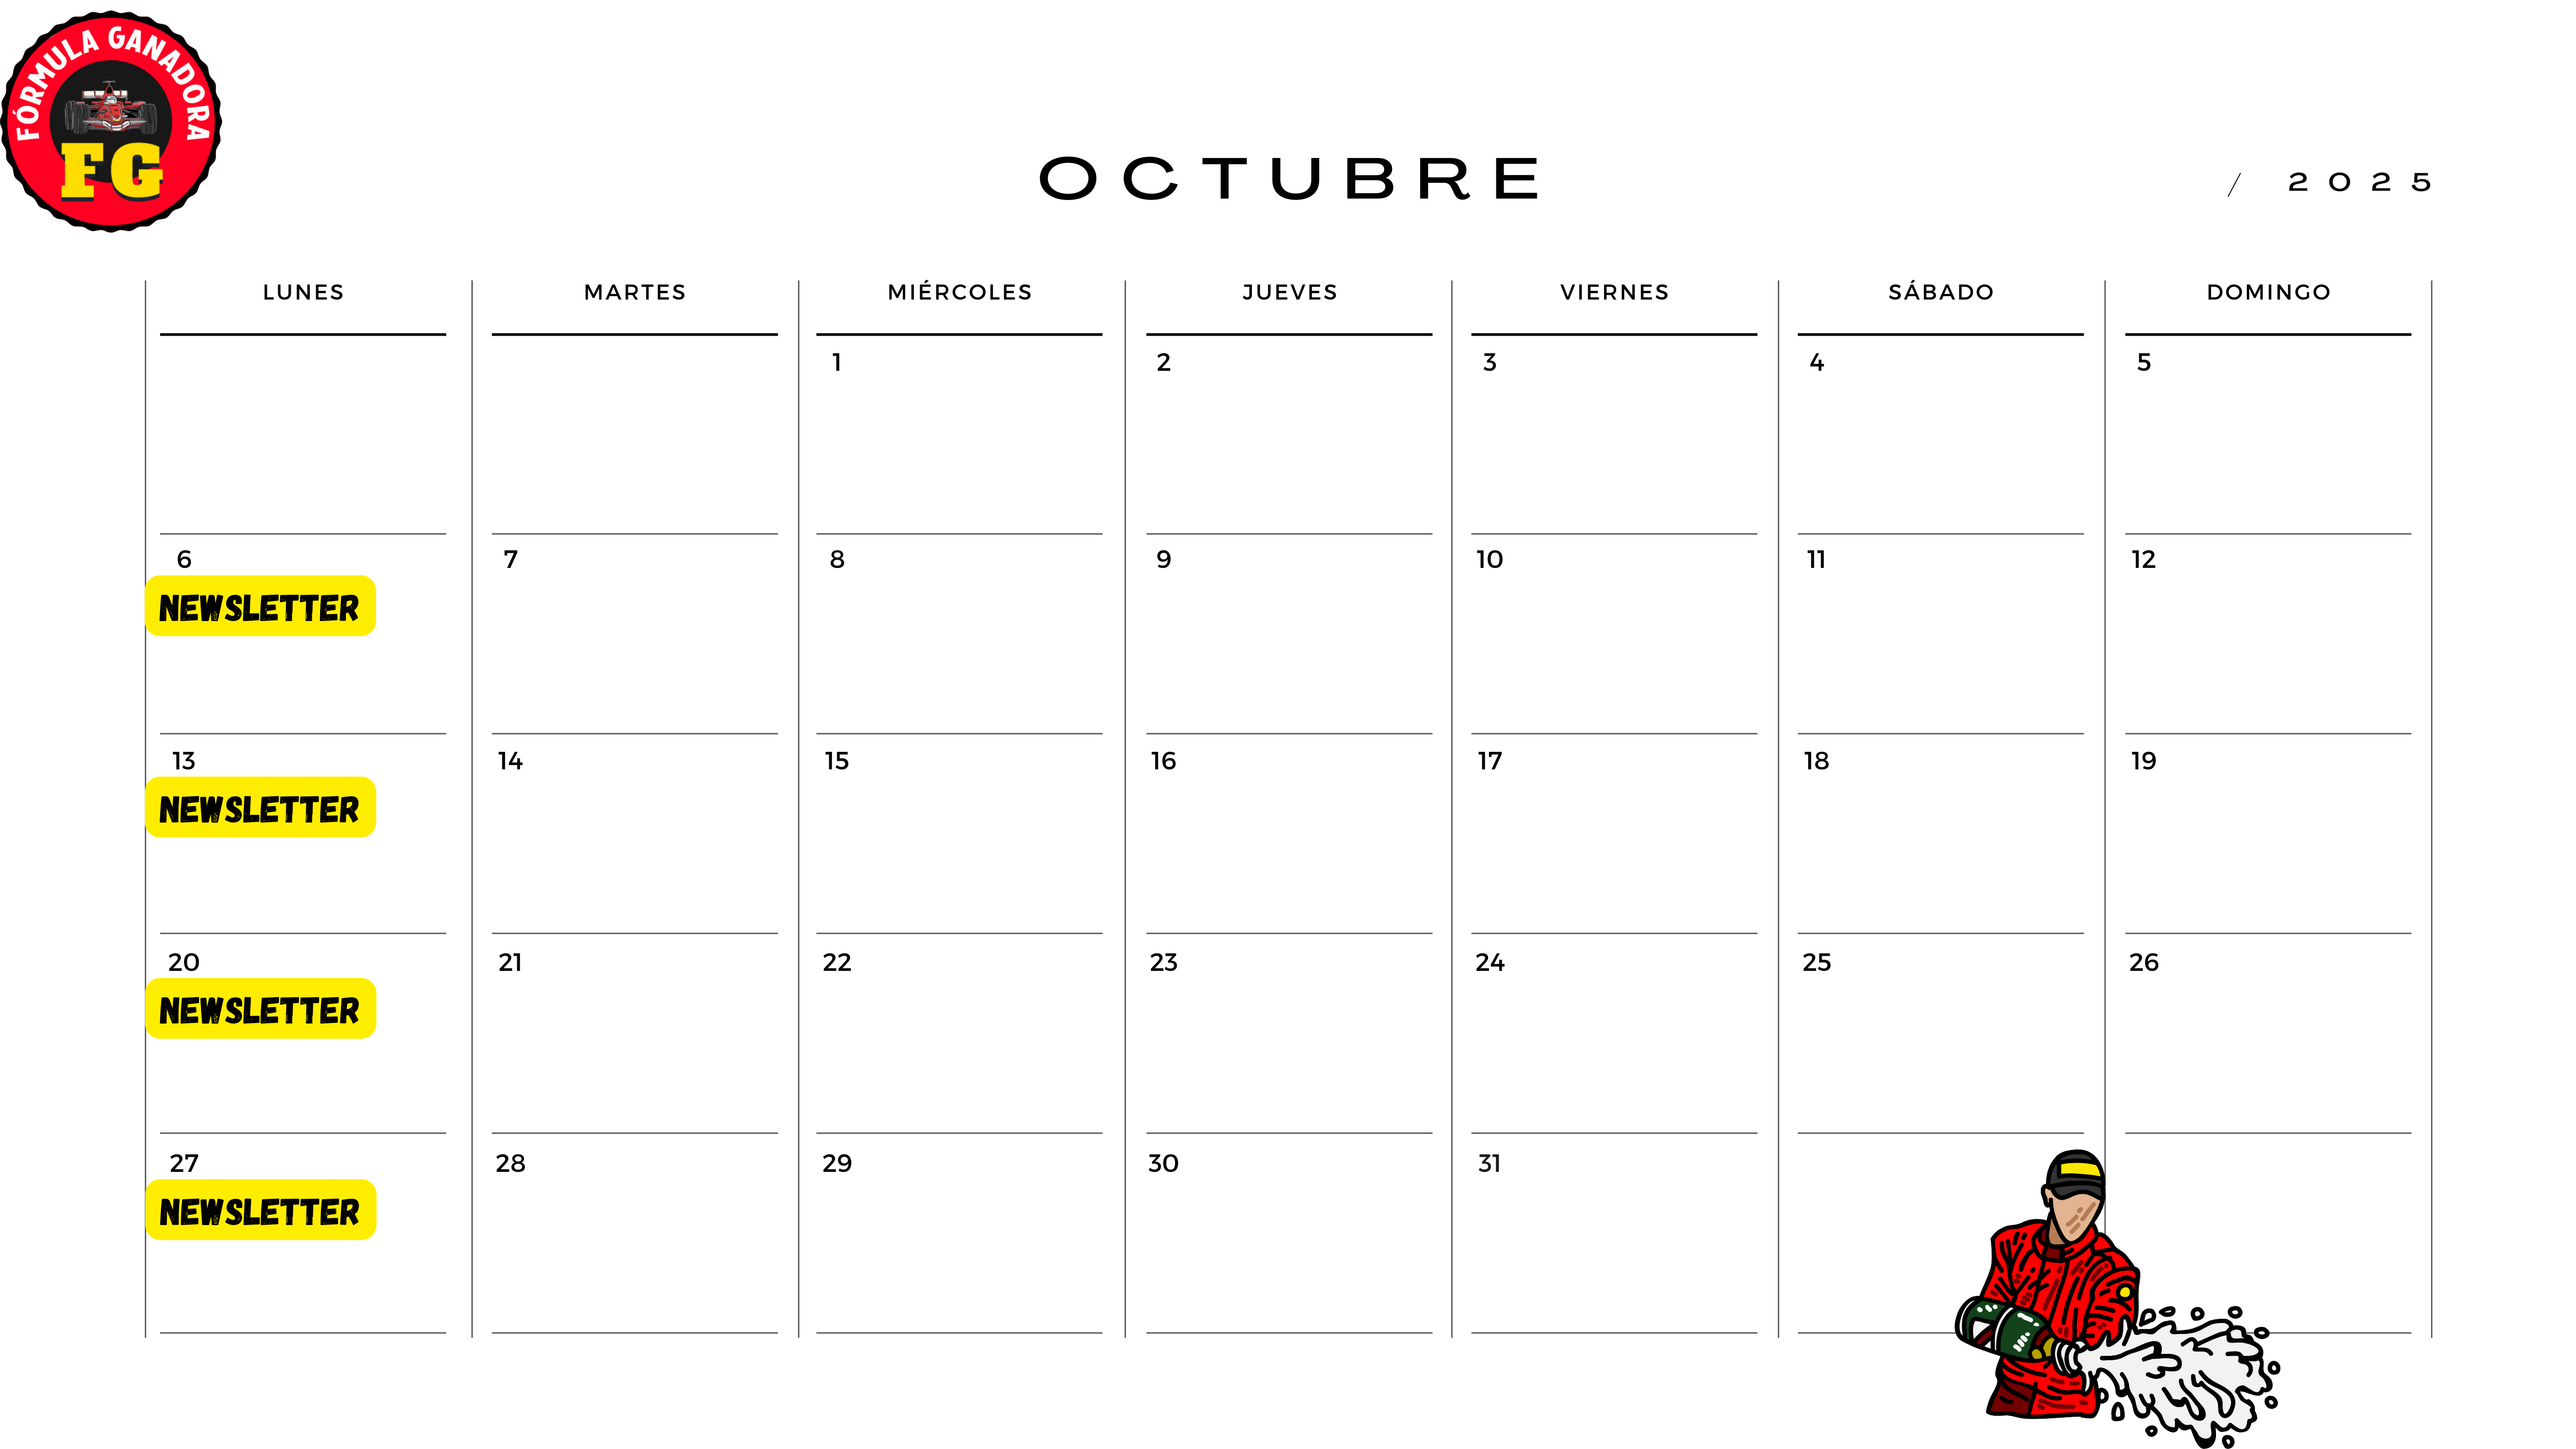 FÓRMULA GANADORA
FG
OCTUBRE
/ 2025
LUNES MARTES MIÉRCOLES JUEVES VIERNES SÁBADO DOMINGO
1 2 3 4 5
6 7 8 9 10 11 12
NEWSLETTER
13 14 15 16 17 18 19
NEWSLETTER
20 21 22 23 24 25 26
NEWSLETTER
27 28 29 30 31
NEWSLETTER